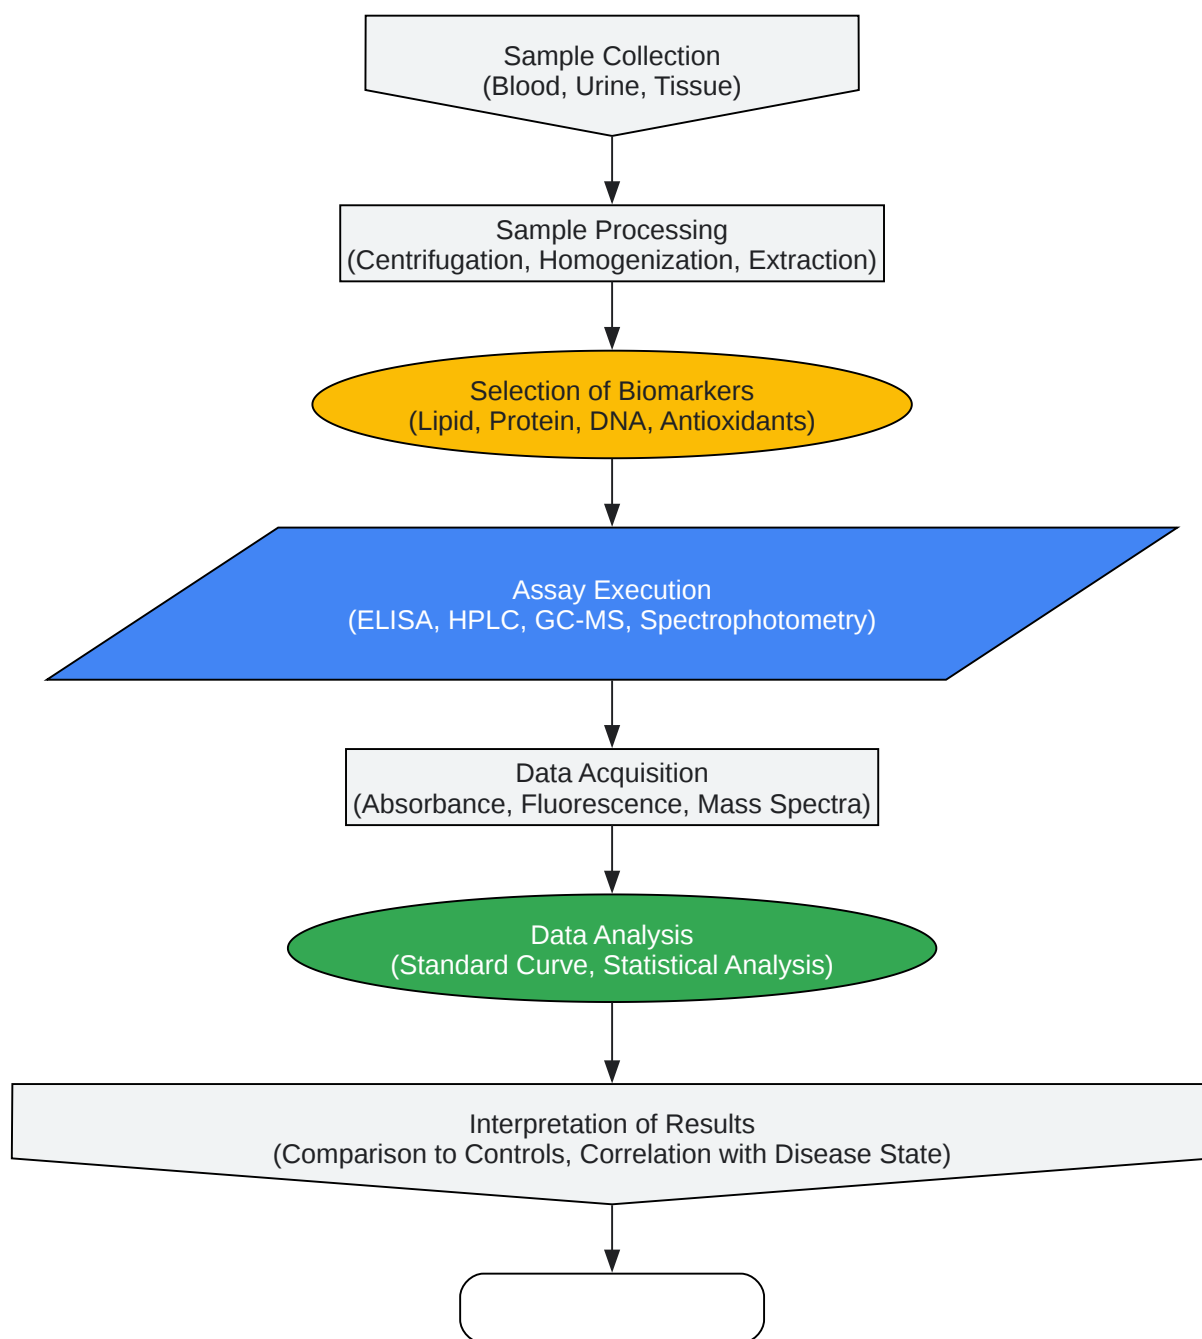 Sample Collection
(Blood, Urine, Tissue)
Sample Processing
(Centrifugation, Homogenization, Extraction)
Selection of Biomarkers
(Lipid, Protein, DNA, Antioxidants)
Assay Execution
(ELISA, HPLC, GC-MS, Spectrophotometry)
Data Acquisition
(Absorbance, Fluorescence, Mass Spectra)
Data Analysis
(Standard Curve, Statistical Analysis)
Interpretation of Results
(Comparison to Controls, Correlation with Disease State)